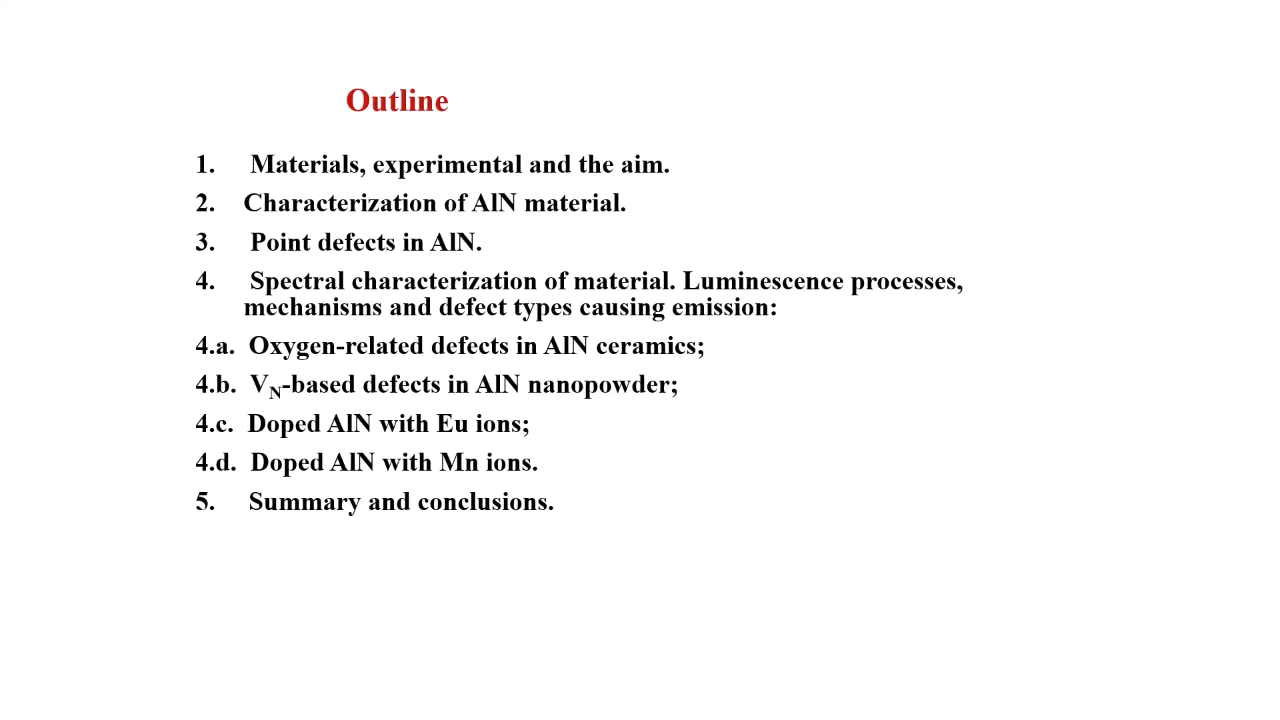 Outline
1. Materials, experimental and the aim.
2. Characterization of AlN material.
3. Point defects in AlN.
4. Spectral characterization of material. Luminescence processes,
mechanisms and defect types causing emission:
4.a. Oxygen-related defects in AlN ceramics;
4.b. VN-based defects in AlN nanopowder;
4.c. Doped AlN with Eu ions;
4.d. Doped AlN with Mn ions.
5. Summary and conclusions.